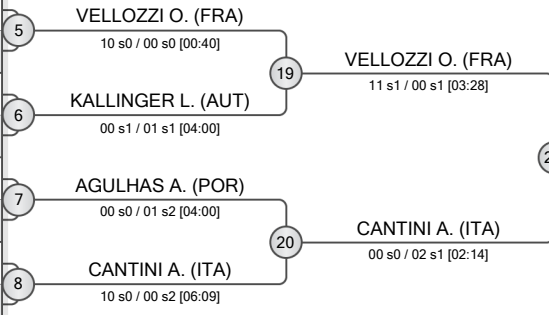 VELLOZZI O. (FRA)
5
10 s0 / 00 s0 [00:40]
19
VELLOZZI O. (FRA)
11 s1 / 00 s1 [03:28]
KALLINGER L. (AUT)
6
00 s1 / 01 s1 [04:00]
AGULHAS A. (POR)
7
00 s0 / 01 s2 [04:00]
20
CANTINI A. (ITA)
00 s0 / 02 s1 [02:14]
CANTINI A. (ITA)
8
10 s0 / 00 s2 [06:09]